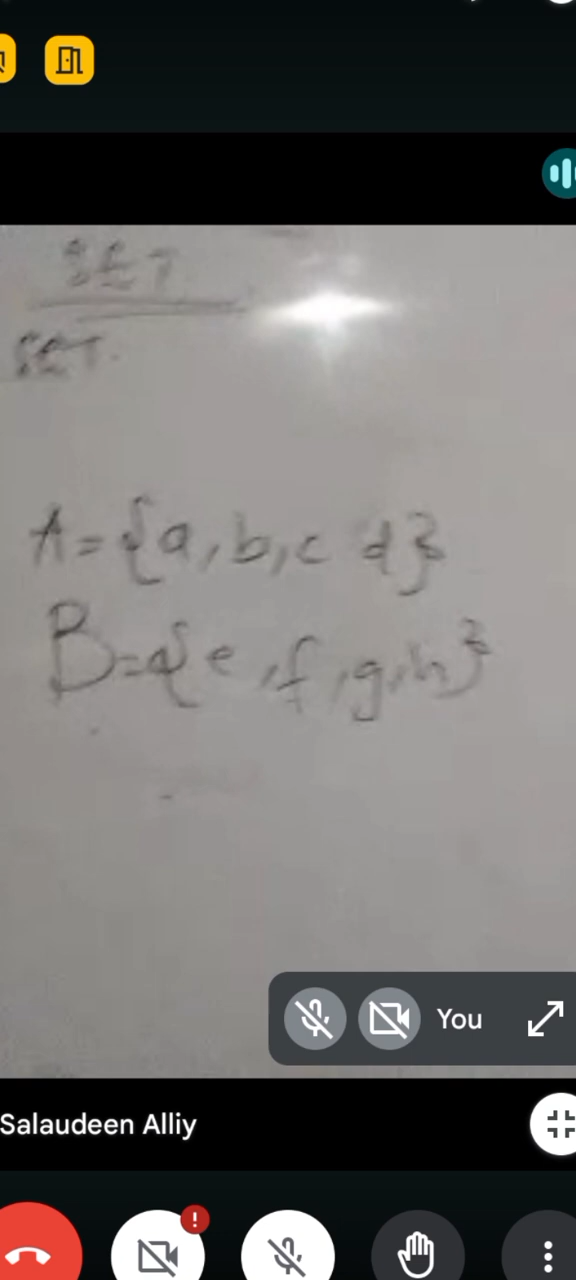 SET
SET.
A={a,b,c d}
B={e,f,g,h}
You
Salaudeen Alliy
!